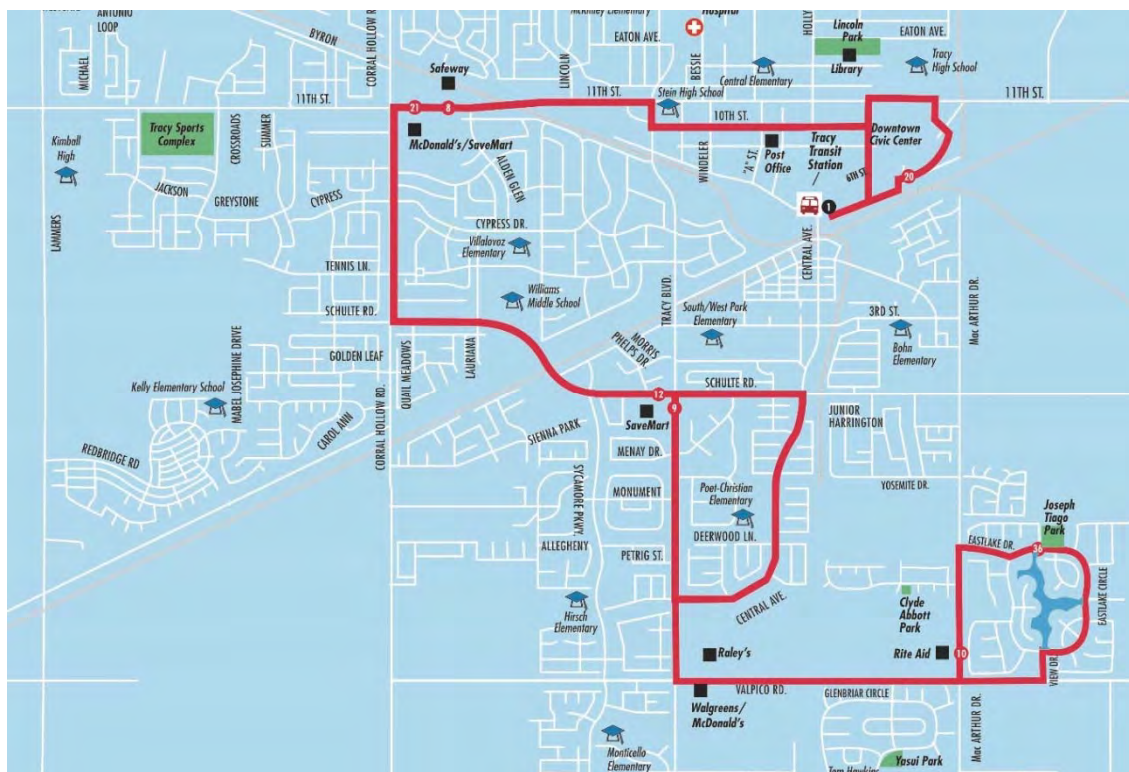 ANTONIO
LOOP
BYRON
McKinley Elementary
Hospital
EATON AVE.
HOLLY
Lincoln
Park
EATON AVE.
MICHAEL
CORRAL HOLLOW R
Safeway
LINCOLN
BESSIE
Central Elementary
Library
Tracy
High School
11TH ST.
11TH ST.
Stein High School
11TH ST.
21
8
10TH ST.
Kimball
High
Tracy Sports
Complex
CROSSROADS
SUMMER
McDonald's/SaveMart
ALDEN GLEN
WINDELER
"A" ST.
Post
Office
Tracy
Transit
Station
Downtown
Civic Center
6TH ST.
20
JACKSON
GREYSTONE
CYPRESS
LAMMERS
CYPRESS DR.
1
Villalovoz
Elementary
CENTRAL AVE.
TENNIS LN.
Williams
Middle School
TRACY BLVD.
South/West Park
Elementary
SCHULTE RD.
3RD ST.
Mac ARTHUR DR.
Bohn
Elementary
MABEL JOSEPHINE DRIVE
GOLDEN LEAF
QUAIL MEADOWS
LAURIANA
MORRIS
PHELPS DR.
Kelly Elementary School
SCHULTE RD.
12
9
CAROL ANN
CORRAL HOLLOW RD.
SaveMart
JUNIOR
HARRINGTON
REDBRIDGE RD
SIENNA PARK
MENAY DR.
SYCAMORE PKWY.
MONUMENT
Poet-Christian
Elementary
YOSEMITE DR.
Joseph
Tiago
Park
ALLEGHENY
DEERWOOD LN.
EASTLAKE DR.
36
PETRIG ST.
EASTLAKE CIRCLE
Hirsch
Elementary
CENTRAL AVE.
Clyde
Abbott
Park
Raley's
Rite Aid
10
VIEW DR.
VALPICO RD.
GLENBRIAR CIRCLE
Walgreens/
McDonald's
Mac ARTHUR DR.
Monticello
Elementary
Yasui Park
Tom Hawkins